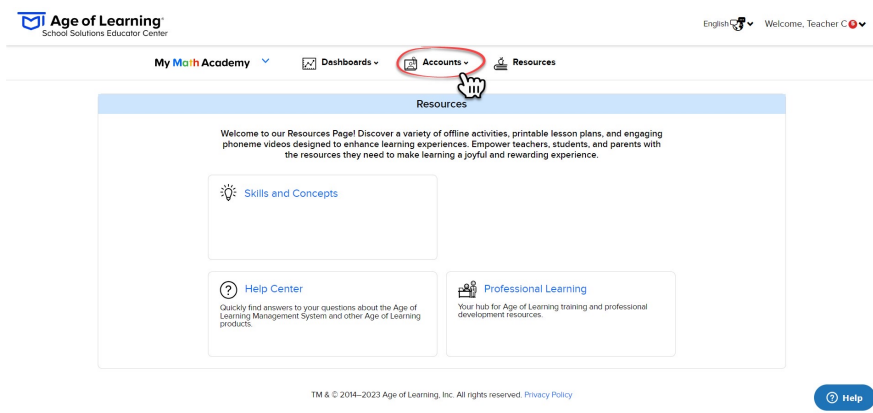 Age of Learning®
School Solutions Educator Center
English
Welcome, Teacher C
My Math Academy
Dashboards
Accounts
Resources
Resources
Welcome to our Resources Page! Discover a variety of offline activities, printable lesson plans, and engaging
phoneme videos designed to enhance learning experiences. Empower teachers, students, and parents with
the resources they need to make learning a joyful and rewarding experience.
Skills and Concepts
Help Center
Quickly find answers to your questions about the Age of
Learning Management System and other Age of Learning
products.
Professional Learning
Your hub for Age of Learning training and professional
development resources.
TM & © 2014–2023 Age of Learning, Inc. All rights reserved. Privacy Policy
Help